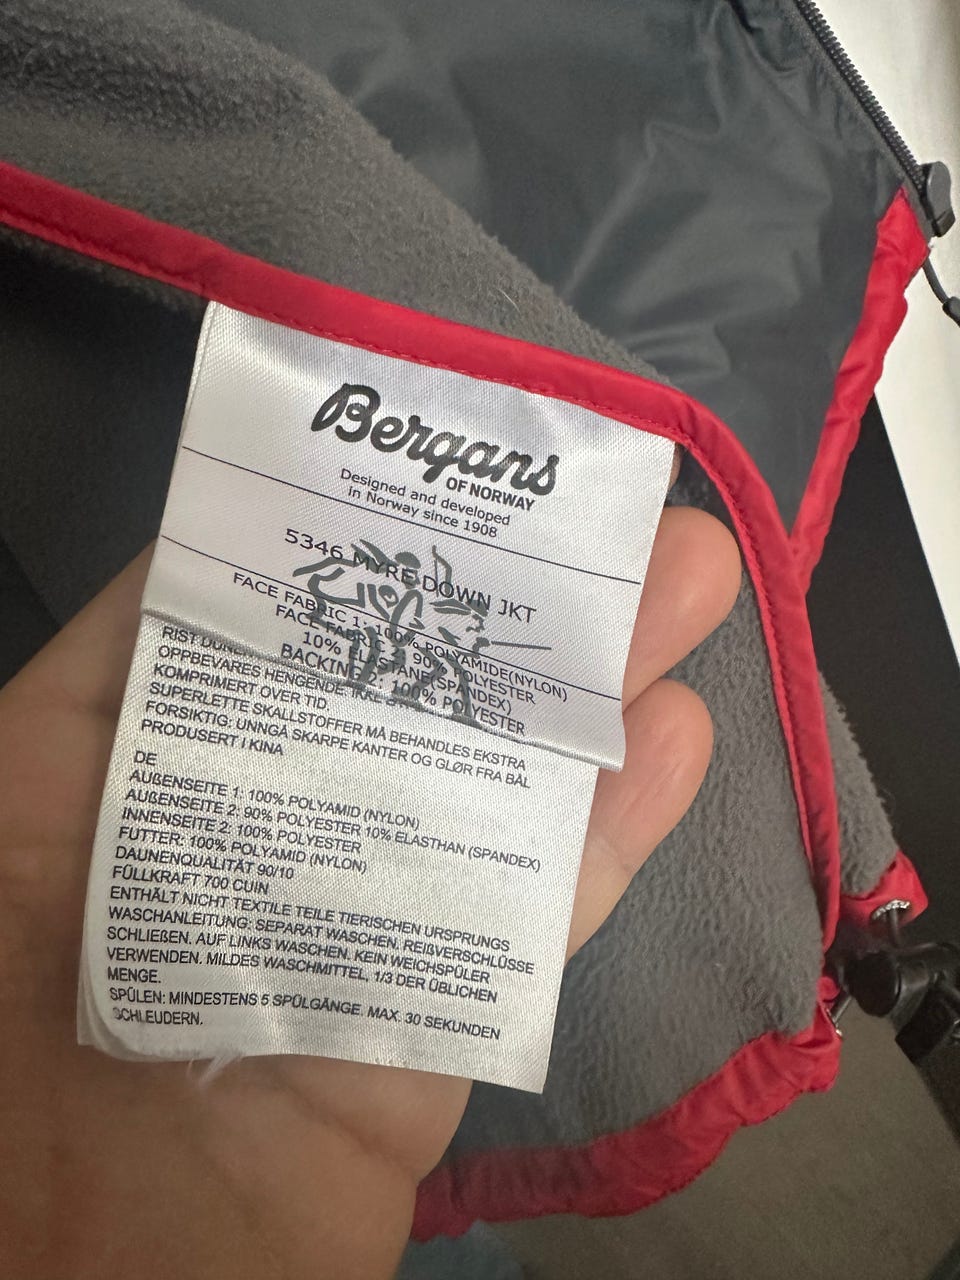 Bergans
OF NORWAY
Designed and developed
in Norway since 1908
5346 MYRE DOWN JKT
FACE FABRIC 1: 100% POLYAMIDE(NYLON)
FACE FABRIC 2: 90% POLYESTER
10% ELASTANE(SPANDEX)
BACKING 2: 100% POLYESTER
RIST
OPPBEVARES HENGENDE
KOMPRIMERT OVER TID
SUPERLETTE SKALLSTOFFER MÅ BEHANDLES EKSTRA
FORSIKTIG: UNNGÅ SKARPE KANTER OG GLØR FRA BÅL
PRODUSERT I KINA
DE
AUßENSEITE 1: 100% POLYAMID (NYLON)
AUßENSEITE 2: 90% POLYESTER 10% ELASTHAN (SPANDEX)
INNENSEITE 2: 100% POLYESTER
FUTTER: 100% POLYAMID (NYLON)
DAUNENQUALITÄT 90/10
FÜLLKRAFT 700 CUIN
ENTHÄLT NICHT TEXTILE TEILE TIERISCHEN URSPRUNGS
WASCHANLEITUNG: SEPARAT WASCHEN. REIßVERSCHLÜSSE
SCHLIEßEN. AUF LINKS WASCHEN. KEIN WEICHSPÜLER
VERWENDEN. MILDES WASCHMITTEL, 1/3 DER ÜBLICHEN
MENGE.
SPÜLEN: MINDESTENS 5 SPÜLGÄNGE. MAX. 30 SEKUNDEN
SCHLEUDERN.